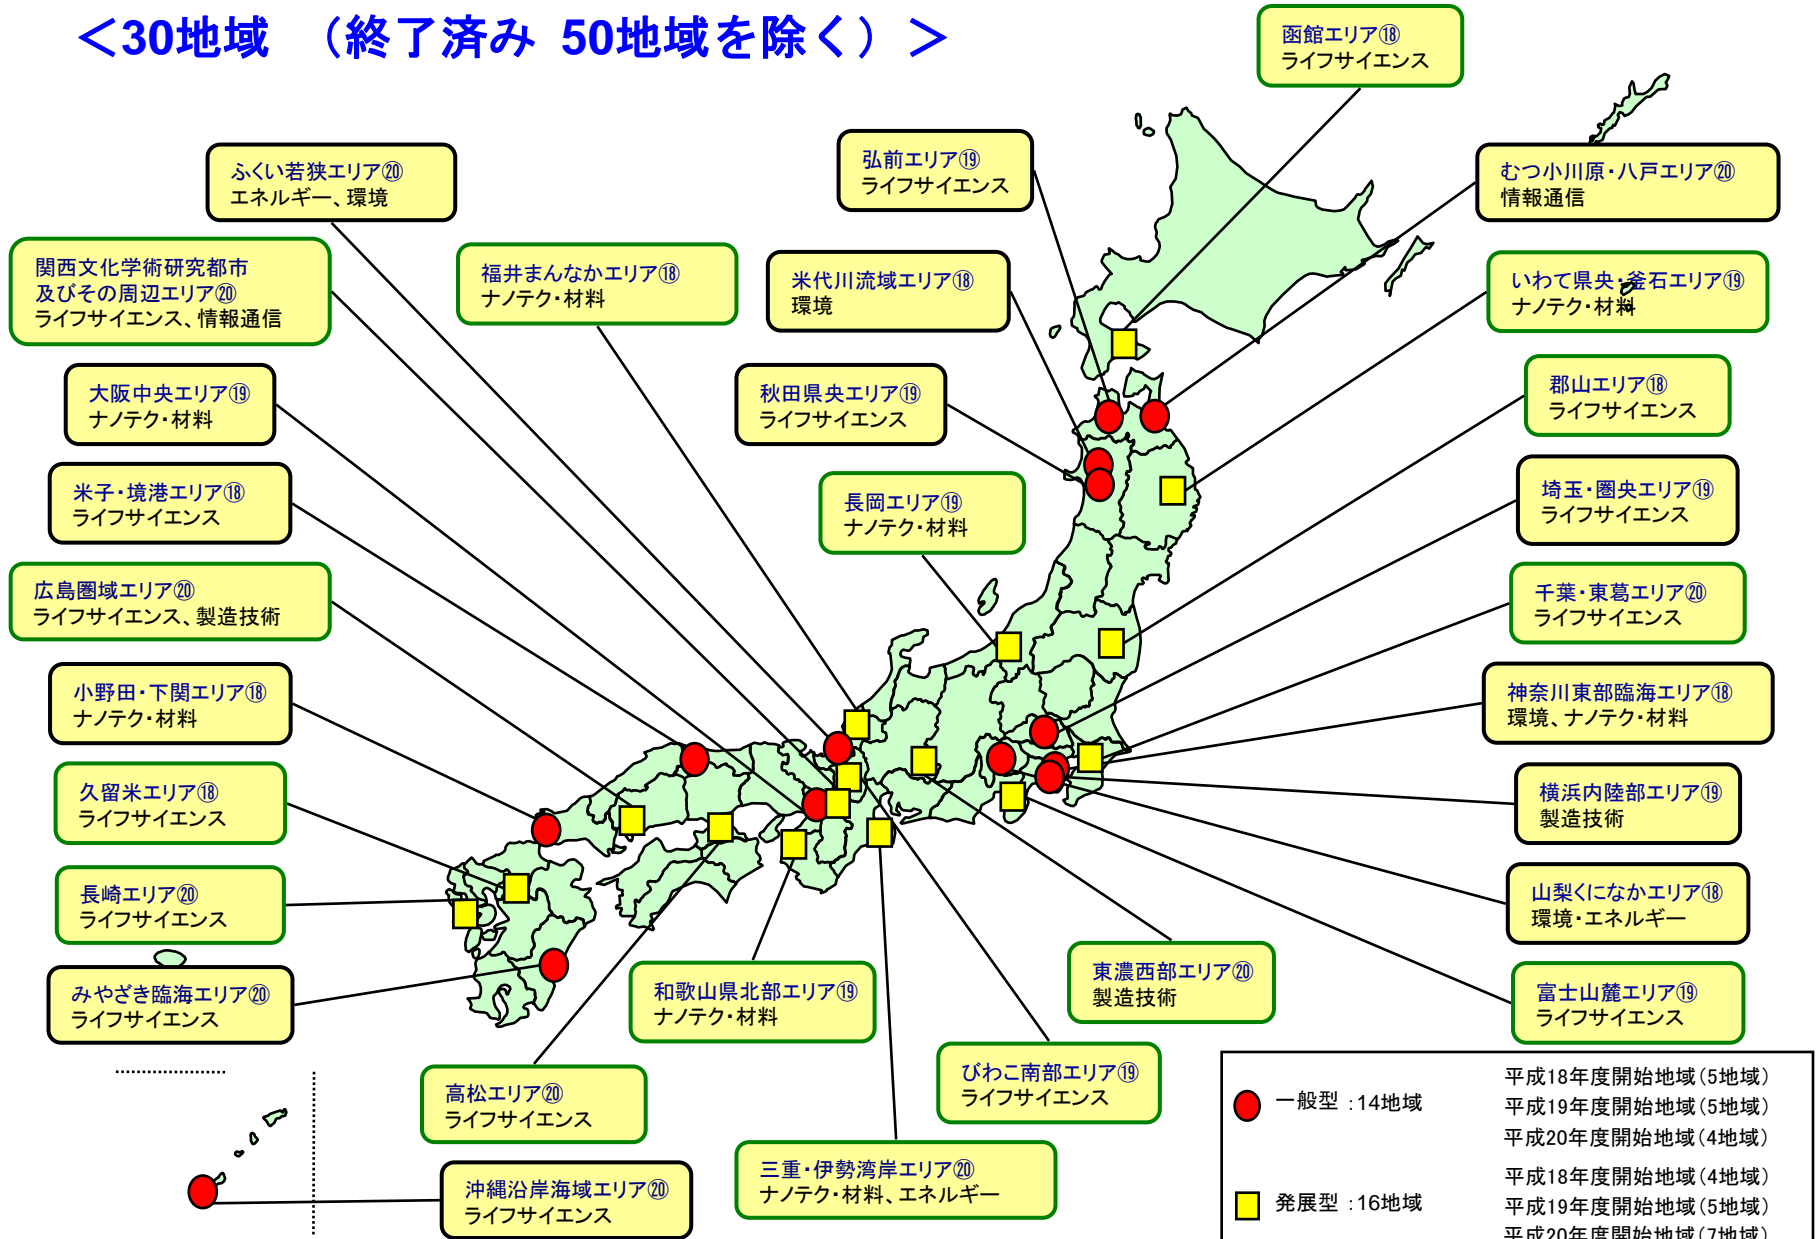 ＜30地域　（終了済み 50地域を除く）＞
函館エリア⑱
ライフサイエンス
弘前エリア⑲
ライフサイエンス
むつ小川原・八戸エリア⑳
情報通信
ふくい若狭エリア⑳
エネルギー、環境
関西文化学術研究都市
及びその周辺エリア⑳
ライフサイエンス、情報通信
福井まんなかエリア⑱
ナノテク・材料
米代川流域エリア⑱
環境
いわて県央・釜石エリア⑲
ナノテク・材料
大阪中央エリア⑲
ナノテク・材料
秋田県央エリア⑲
ライフサイエンス
郡山エリア⑱
ライフサイエンス
米子・境港エリア⑱
ライフサイエンス
長岡エリア⑲
ナノテク・材料
埼玉・圏央エリア⑲
ライフサイエンス
広島圏域エリア⑳
ライフサイエンス、製造技術
千葉・東葛エリア⑳
ライフサイエンス
小野田・下関エリア⑱
ナノテク・材料
神奈川東部臨海エリア⑱
環境、ナノテク・材料
久留米エリア⑱
ライフサイエンス
横浜内陸部エリア⑲
製造技術
長崎エリア⑳
ライフサイエンス
山梨くになかエリア⑱
環境・エネルギー
みやざき臨海エリア⑳
ライフサイエンス
和歌山県北部エリア⑲
ナノテク・材料
東濃西部エリア⑳
製造技術
富士山麓エリア⑲
ライフサイエンス
高松エリア⑳
ライフサイエンス
びわこ南部エリア⑲
ライフサイエンス
沖縄沿岸海域エリア⑳
ライフサイエンス
三重・伊勢湾岸エリア⑳
ナノテク・材料、エネルギー
一般型 ：14地域
平成18年度開始地域（5地域）
平成19年度開始地域（5地域）
平成20年度開始地域（4地域）
発展型 ：16地域
平成18年度開始地域（4地域）
平成19年度開始地域（5地域）
平成20年度開始地域（7地域）